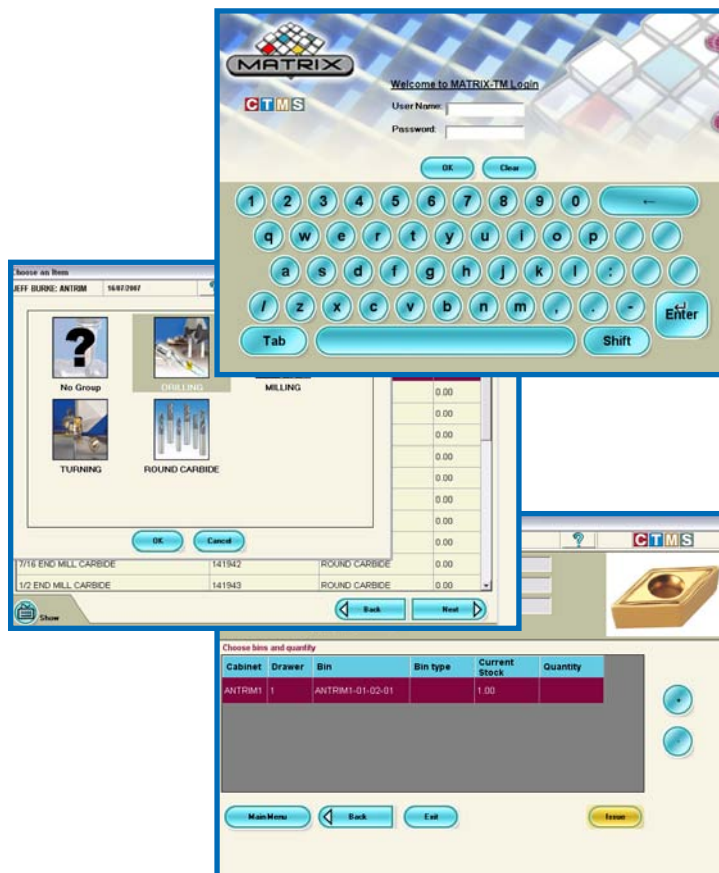 MATRIX
CTMS
Welcome to MATRIX-TM Login
User Name:
Password:
OK Clear
1 2 3 4 5 6 7 8 9 0 ←
q w e r t y u i o p
a s d f g h j k l :
/ z x c v b n m , . -
Enter
Tab Shift
Choose an Item
JEFF BURKE: ANTRIM 16/07/2007 ?
?
No Group DRILLING MILLING
TURNING ROUND CARBIDE
OK Cancel
0.00
0.00
0.00
0.00
0.00
0.00
0.00
0.00
7/16 END MILL CARBIDE 141942 ROUND CARBIDE 0.00
1/2 END MILL CARBIDE 141943 ROUND CARBIDE 0.00
Show Back Next
? CTMS
Choose bins and quantity
Cabinet Drawer Bin Bin type Current Stock Quantity
ANTRIM1 1 ANTRIM1-01-02-01 1.00
+
-
Main Menu Back Exit Issue